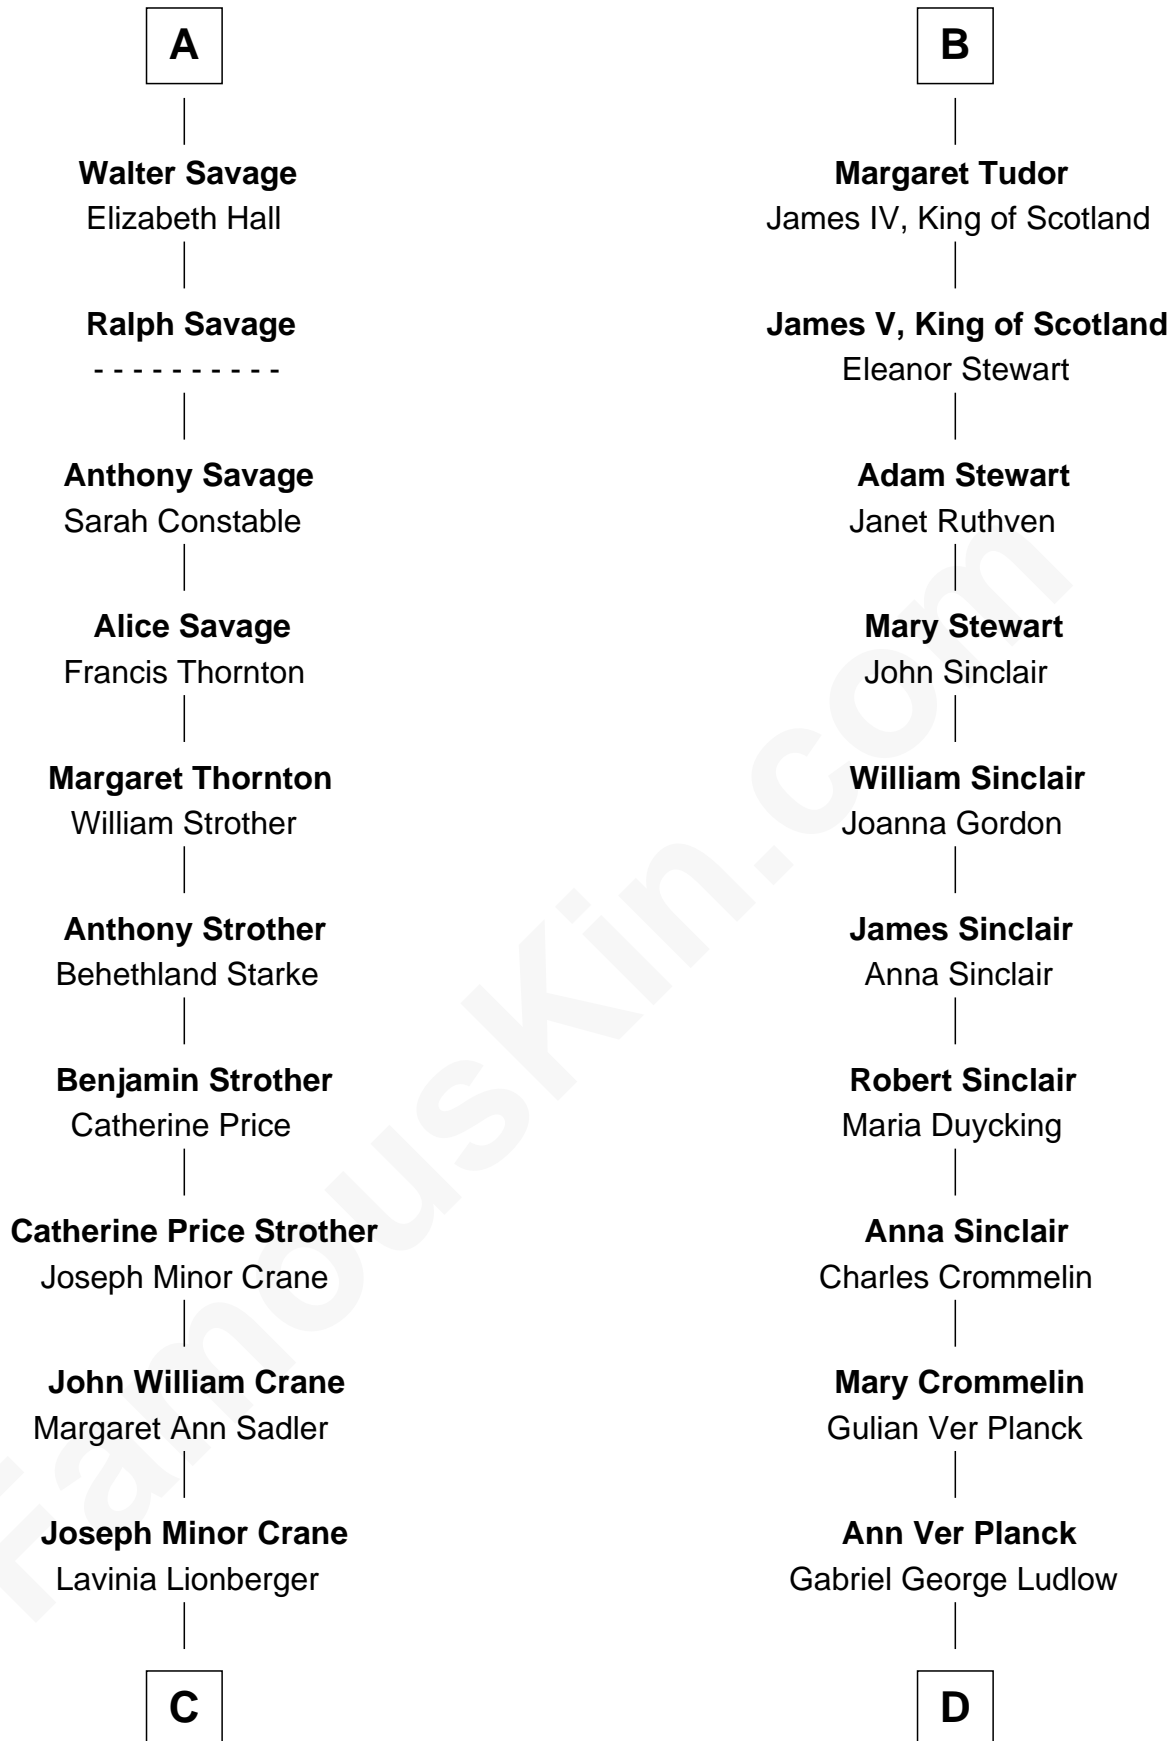 A
Walter Savage
Elizabeth Hall
Ralph Savage
- - - - - - - - - -
Anthony Savage
Sarah Constable
Alice Savage
Francis Thornton
Margaret Thornton
William Strother
Anthony Strother
Behethland Starke
Benjamin Strother
Catherine Price
Catherine Price Strother
Joseph Minor Crane
John William Crane
Margaret Ann Sadler
Joseph Minor Crane
Lavinia Lionberger
C
B
Margaret Tudor
James IV, King of Scotland
James V, King of Scotland
Eleanor Stewart
Adam Stewart
Janet Ruthven
Mary Stewart
John Sinclair
William Sinclair
Joanna Gordon
James Sinclair
Anna Sinclair
Robert Sinclair
Maria Duycking
Anna Sinclair
Charles Crommelin
Mary Crommelin
Gulian Ver Planck
Ann Ver Planck
Gabriel George Ludlow
D
FamousKin.com